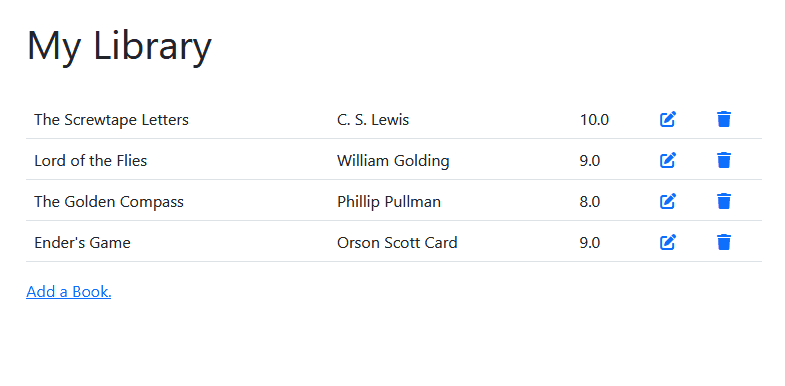 My Library
The Screwtape Letters C. S. Lewis 10.0
Lord of the Flies William Golding 9.0
The Golden Compass Phillip Pullman 8.0
Ender's Game Orson Scott Card 9.0
Add a Book.